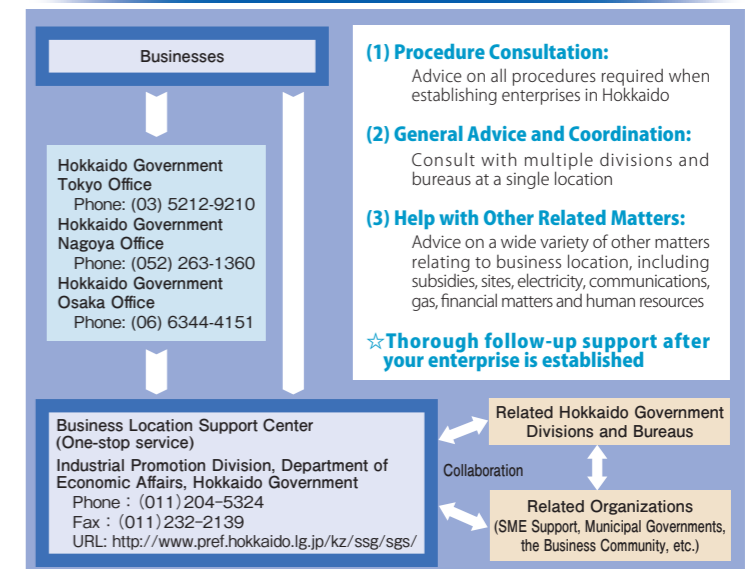 Businesses
Hokkaido Government
Tokyo Office
Phone: (03) 5212-9210
Hokkaido Government
Nagoya Office
Phone: (052) 263-1360
Hokkaido Government
Osaka Office
Phone: (06) 6344-4151
(1) Procedure Consultation:
Advice on all procedures required when
establishing enterprises in Hokkaido
(2) General Advice and Coordination:
Consult with multiple divisions and
bureaus at a single location
(3) Help with Other Related Matters:
Advice on a wide variety of other matters
relating to business location, including
subsidies, sites, electricity, communications,
gas, financial matters and human resources
☆Thorough follow-up support after
your enterprise is established
Business Location Support Center
(One-stop service)
Industrial Promotion Division, Department of
Economic Affairs, Hokkaido Government
Phone：(011)204−5324
Fax：(011)232−2139
URL: http://www.pref.hokkaido.lg.jp/kz/ssg/sgs/
Collaboration
Related Hokkaido Government
Divisions and Bureaus
Related Organizations
(SME Support, Municipal Governments,
the Business Community, etc.)